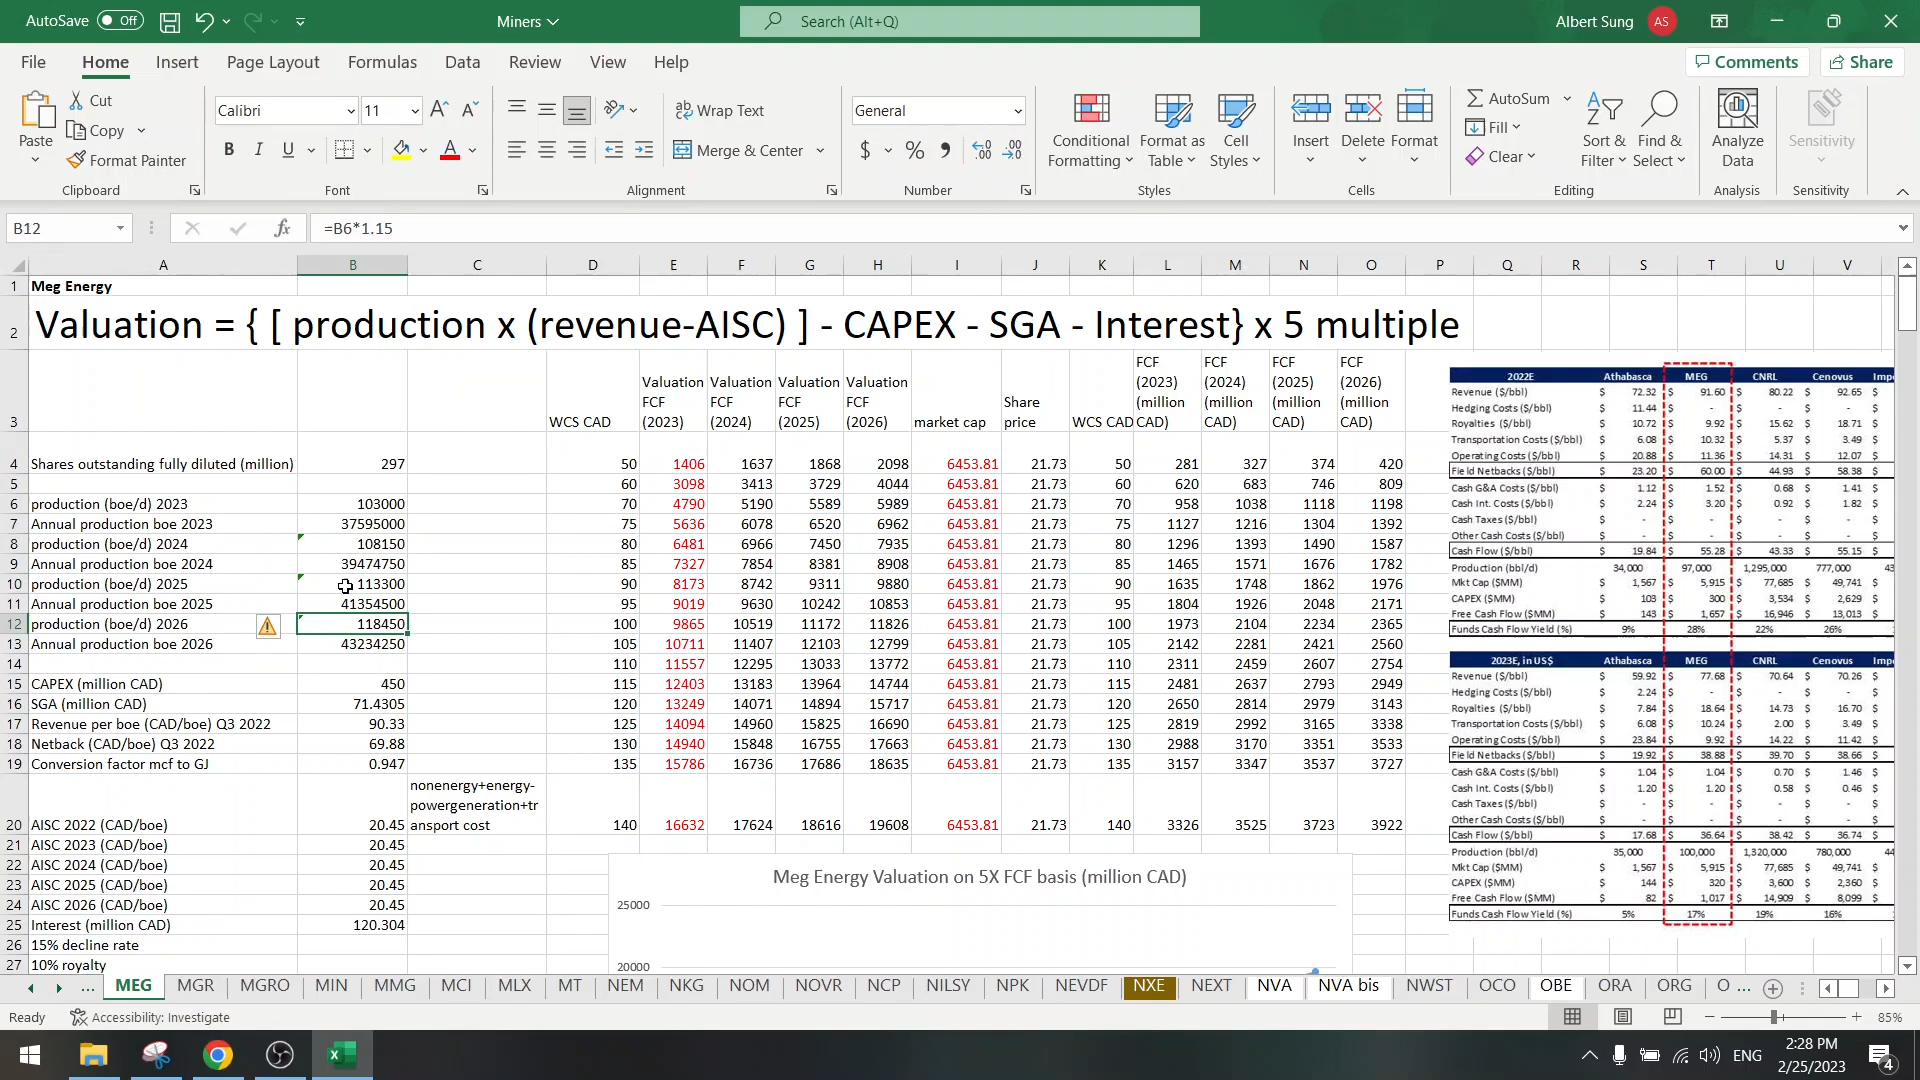 AutoSave Off Miners Search (Alt+Q) Albert Sung AS
File Home Insert Page Layout Formulas Data Review View Help Comments Share
Paste Cut Copy Format Painter Clipboard
Calibri 11 B I U Font
Wrap Text Merge & Center Alignment
General $ % Number
Conditional Formatting Format as Table Cell Styles Styles
Insert Delete Format Cells
AutoSum Fill Clear Sort & Filter Find & Select Editing
Analyze Data Analysis
Sensitivity Sensitivity
B12 fx =B6*1.15
A B C D E F G H I J K L M N O P Q R S T U V
1 Meg Energy
2 Valuation = { [ production x (revenue-AISC) ] - CAPEX - SGA - Interest} x 5 multiple
3 WCS CAD Valuation FCF (2023) Valuation FCF (2024) Valuation FCF (2025) Valuation FCF (2026) market cap Share price WCS CAD FCF (2023) (million CAD) FCF (2024) (million CAD) FCF (2025) (million CAD) FCF (2026) (million CAD)
4 Shares outstanding fully diluted (million) 297 50 1406 1637 1868 2098 6453.81 21.73 50 281 327 374 420
5 60 3098 3413 3729 4044 6453.81 21.73 60 620 683 746 809
6 production (boe/d) 2023 103000 70 4790 5190 5589 5989 6453.81 21.73 70 958 1038 1118 1198
7 Annual production boe 2023 37595000 75 5636 6078 6520 6962 6453.81 21.73 75 1127 1216 1304 1392
8 production (boe/d) 2024 108150 80 6481 6966 7450 7935 6453.81 21.73 80 1296 1393 1490 1587
9 Annual production boe 2024 39474750 85 7327 7854 8381 8908 6453.81 21.73 85 1465 1571 1676 1782
10 production (boe/d) 2025 113300 90 8173 8742 9311 9880 6453.81 21.73 90 1635 1748 1862 1976
11 Annual production boe 2025 41354500 95 9019 9630 10242 10853 6453.81 21.73 95 1804 1926 2048 2171
12 production (boe/d) 2026 118450 100 9865 10519 11172 11826 6453.81 21.73 100 1973 2104 2234 2365
13 Annual production boe 2026 43234250 105 10711 11407 12103 12799 6453.81 21.73 105 2142 2281 2421 2560
14 110 11557 12295 13033 13772 6453.81 21.73 110 2311 2459 2607 2754
15 CAPEX (million CAD) 450 115 12403 13183 13964 14744 6453.81 21.73 115 2481 2637 2793 2949
16 SGA (million CAD) 71.4305 120 13249 14071 14894 15717 6453.81 21.73 120 2650 2814 2979 3143
17 Revenue per boe (CAD/boe) Q3 2022 90.33 125 14094 14960 15825 16690 6453.81 21.73 125 2819 2992 3165 3338
18 Netback (CAD/boe) Q3 2022 69.88 130 14940 15848 16755 17663 6453.81 21.73 130 2988 3170 3351 3533
19 Conversion factor mcf to GJ 0.947 135 15786 16736 17686 18635 6453.81 21.73 135 3157 3347 3537 3727
nonenergy+energy-
powergeneration+tr
20 AISC 2022 (CAD/boe) 20.45 ansport cost 140 16632 17624 18616 19608 6453.81 21.73 140 3326 3525 3723 3922
21 AISC 2023 (CAD/boe) 20.45
22 AISC 2024 (CAD/boe) 20.45
23 AISC 2025 (CAD/boe) 20.45
24 AISC 2026 (CAD/boe) 20.45
25 Interest (million CAD) 120.304
26 15% decline rate
27 10% royalty
Meg Energy Valuation on 5X FCF basis (million CAD)
25000
20000
2022E Athabasca MEG CNRL Cenovus Imp
Revenue ($/bbl) $ 72.32 $ 91.60 $ 80.22 $ 92.65 $
Hedging Costs ($/bbl) $ 11.44 $ - $ - $ - $
Royalties ($/bbl) $ 10.72 $ 9.92 $ 15.62 $ 18.71 $
Transportation Costs ($/bbl) $ 6.08 $ 10.32 $ 5.37 $ 3.49 $
Operating Costs ($/bbl) $ 20.88 $ 11.36 $ 14.31 $ 12.07 $
Field Netbacks ($/bbl) $ 23.20 $ 60.00 $ 44.93 $ 58.38 $
Cash G&A Costs ($/bbl) $ 1.12 $ 1.52 $ 0.68 $ 1.41 $
Cash Int. Costs ($/bbl) $ 2.24 $ 3.20 $ 0.92 $ 1.82 $
Cash Taxes ($/bbl) $ - $ - $ - $ - $
Other Cash Costs ($/bbl) $ - $ - $ - $ - $
Cash Flow ($/bbl) $ 19.84 $ 55.28 $ 43.33 $ 55.15 $
Production (bbl/d) 34,000 97,000 1,295,000 777,000 43
Mkt Cap ($MM) $ 1,567 $ 5,915 $ 77,685 $ 49,741 $
CAPEX ($MM) $ 103 $ 300 $ 3,534 $ 2,629 $
Free Cash Flow ($MM) $ 143 $ 1,657 $ 16,946 $ 13,013 $
Funds Cash Flow Yield (%) 9% 28% 22% 26%
2023E, in US$ Athabasca MEG CNRL Cenovus Imp
Revenue ($/bbl) $ 59.92 $ 77.68 $ 70.64 $ 70.26 $
Hedging Costs ($/bbl) $ 2.24 $ - $ - $ - $
Royalties ($/bbl) $ 7.84 $ 18.64 $ 14.73 $ 16.70 $
Transportation Costs ($/bbl) $ 6.08 $ 10.24 $ 2.00 $ 3.49 $
Operating Costs ($/bbl) $ 23.84 $ 9.92 $ 14.22 $ 11.42 $
Field Netbacks ($/bbl) $ 19.92 $ 38.88 $ 39.70 $ 38.66 $
Cash G&A Costs ($/bbl) $ 1.04 $ 1.04 $ 0.70 $ 1.46 $
Cash Int. Costs ($/bbl) $ 1.20 $ 1.20 $ 0.58 $ 0.46 $
Cash Taxes ($/bbl) $ - $ - $ - $ - $
Other Cash Costs ($/bbl) $ - $ - $ - $ - $
Cash Flow ($/bbl) $ 17.68 $ 36.64 $ 38.42 $ 36.74 $
Production (bbl/d) 35,000 100,000 1,320,000 780,000 44
Mkt Cap ($MM) $ 1,567 $ 5,915 $ 77,685 $ 49,741 $
CAPEX ($MM) $ 144 $ 320 $ 3,600 $ 2,360 $
Free Cash Flow ($MM) $ 82 $ 1,017 $ 14,909 $ 8,099 $
Funds Cash Flow Yield (%) 5% 17% 19% 16%
... MEG MGR MGRO MIN MMG MCI MLX MT NEM NKG NOM NOVR NCP NILSY NPK NEVDF NXE NEXT NVA NVA bis NWST OCO OBE ORA ORG O ...
Ready Accessibility: Investigate 85%
ENG 2:28 PM 2/25/2023 4